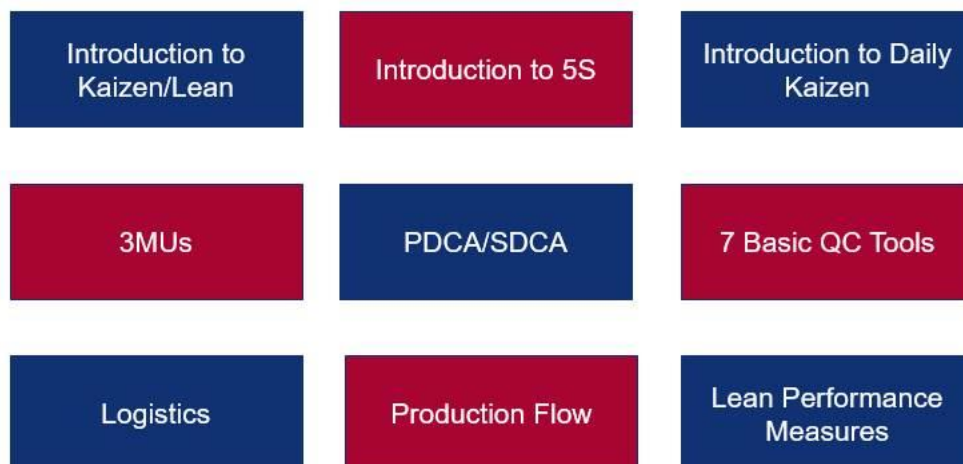 Introduction to
Kaizen/Lean
Introduction to 5S
Introduction to Daily
Kaizen
3MUs
PDCA/SDCA
7 Basic QC Tools
Logistics
Production Flow
Lean Performance
Measures